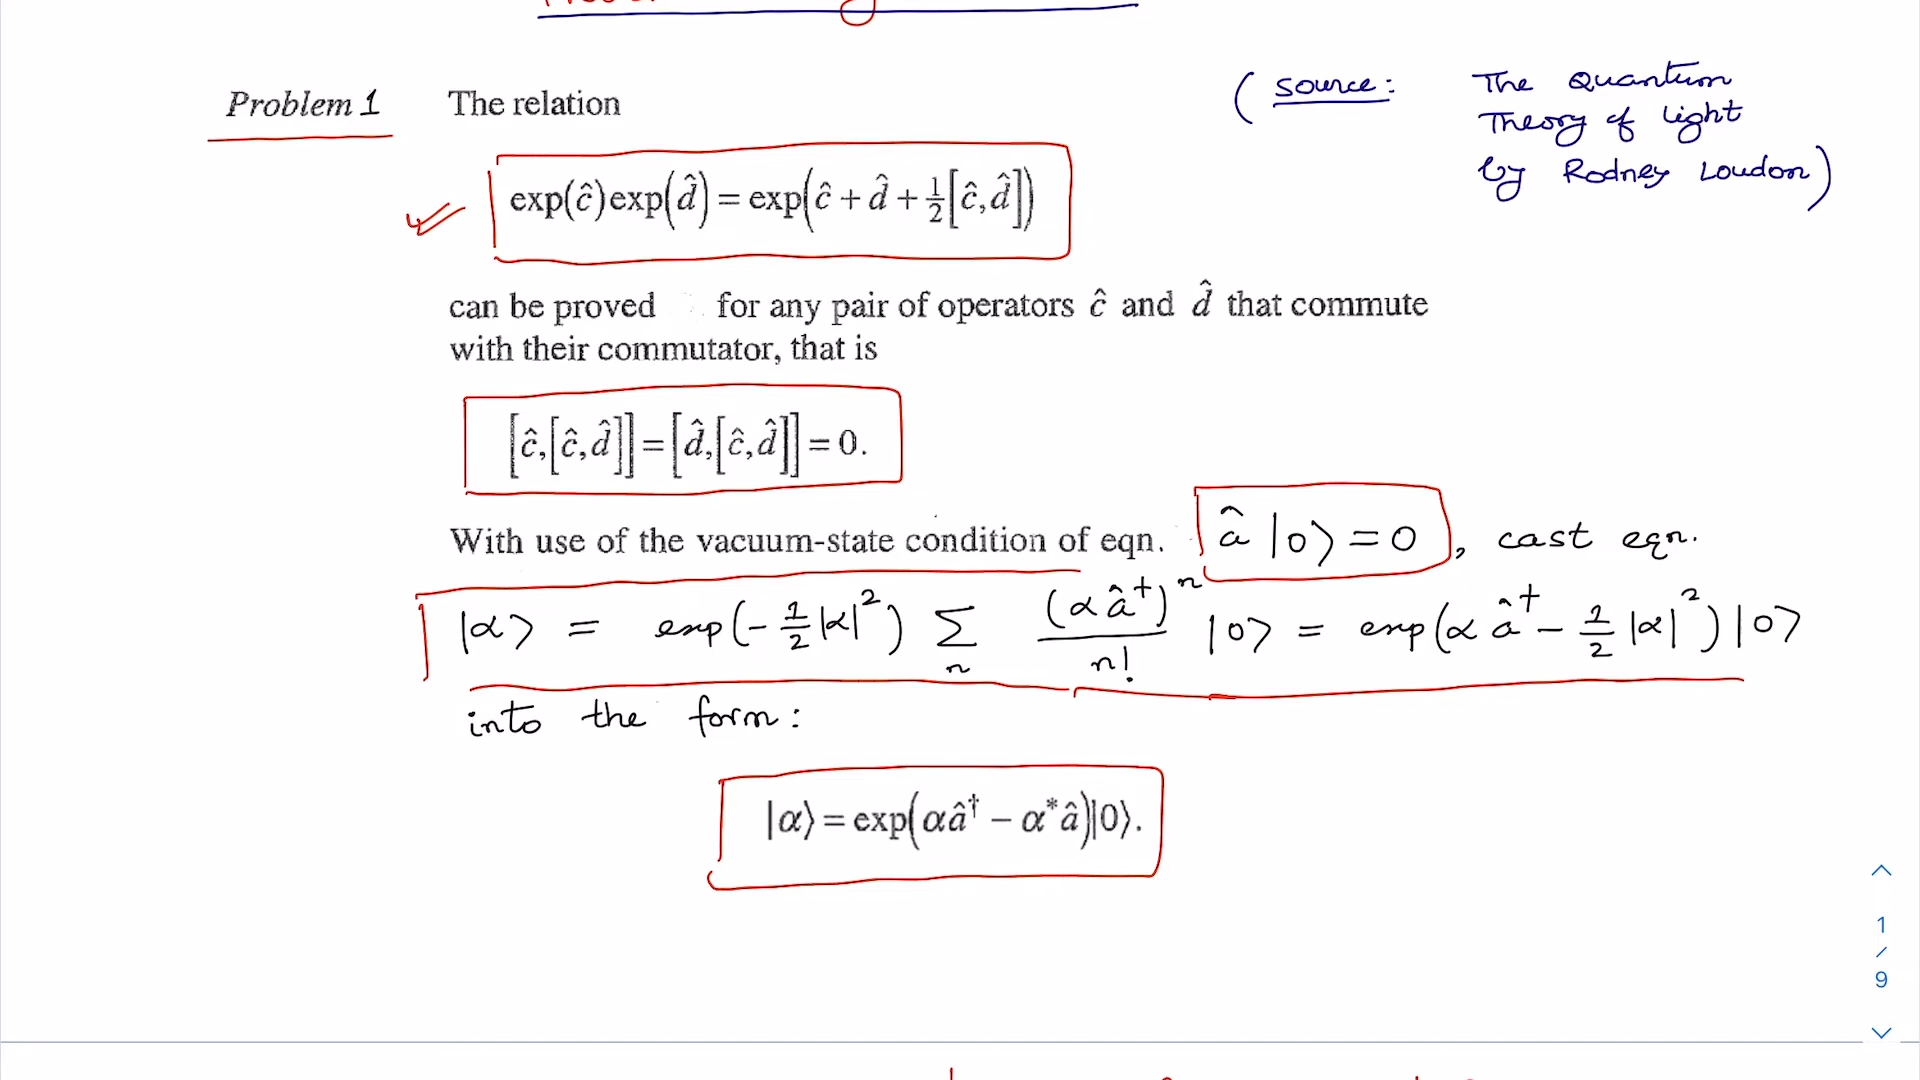 Problem 1 The relation
(source: The Quantum
Theory of Light
by Rodney Loudon)
exp(ĉ)exp(d̂) = exp(ĉ + d̂ + ½[ĉ,d̂])
can be proved for any pair of operators ĉ and d̂ that commute
with their commutator, that is
[ĉ,[ĉ,d̂]] = [d̂,[ĉ,d̂]] = 0.
With use of the vacuum-state condition of eqn. â |0⟩ = 0, cast eqn.
|α⟩ = exp(-½|α|²) Σₙ (αâ†)ⁿ/n! |0⟩ = exp(αâ† - ½|α|²)|0⟩
into the form:
|α⟩ = exp(αâ† − α*â)|0⟩.
1
/
9